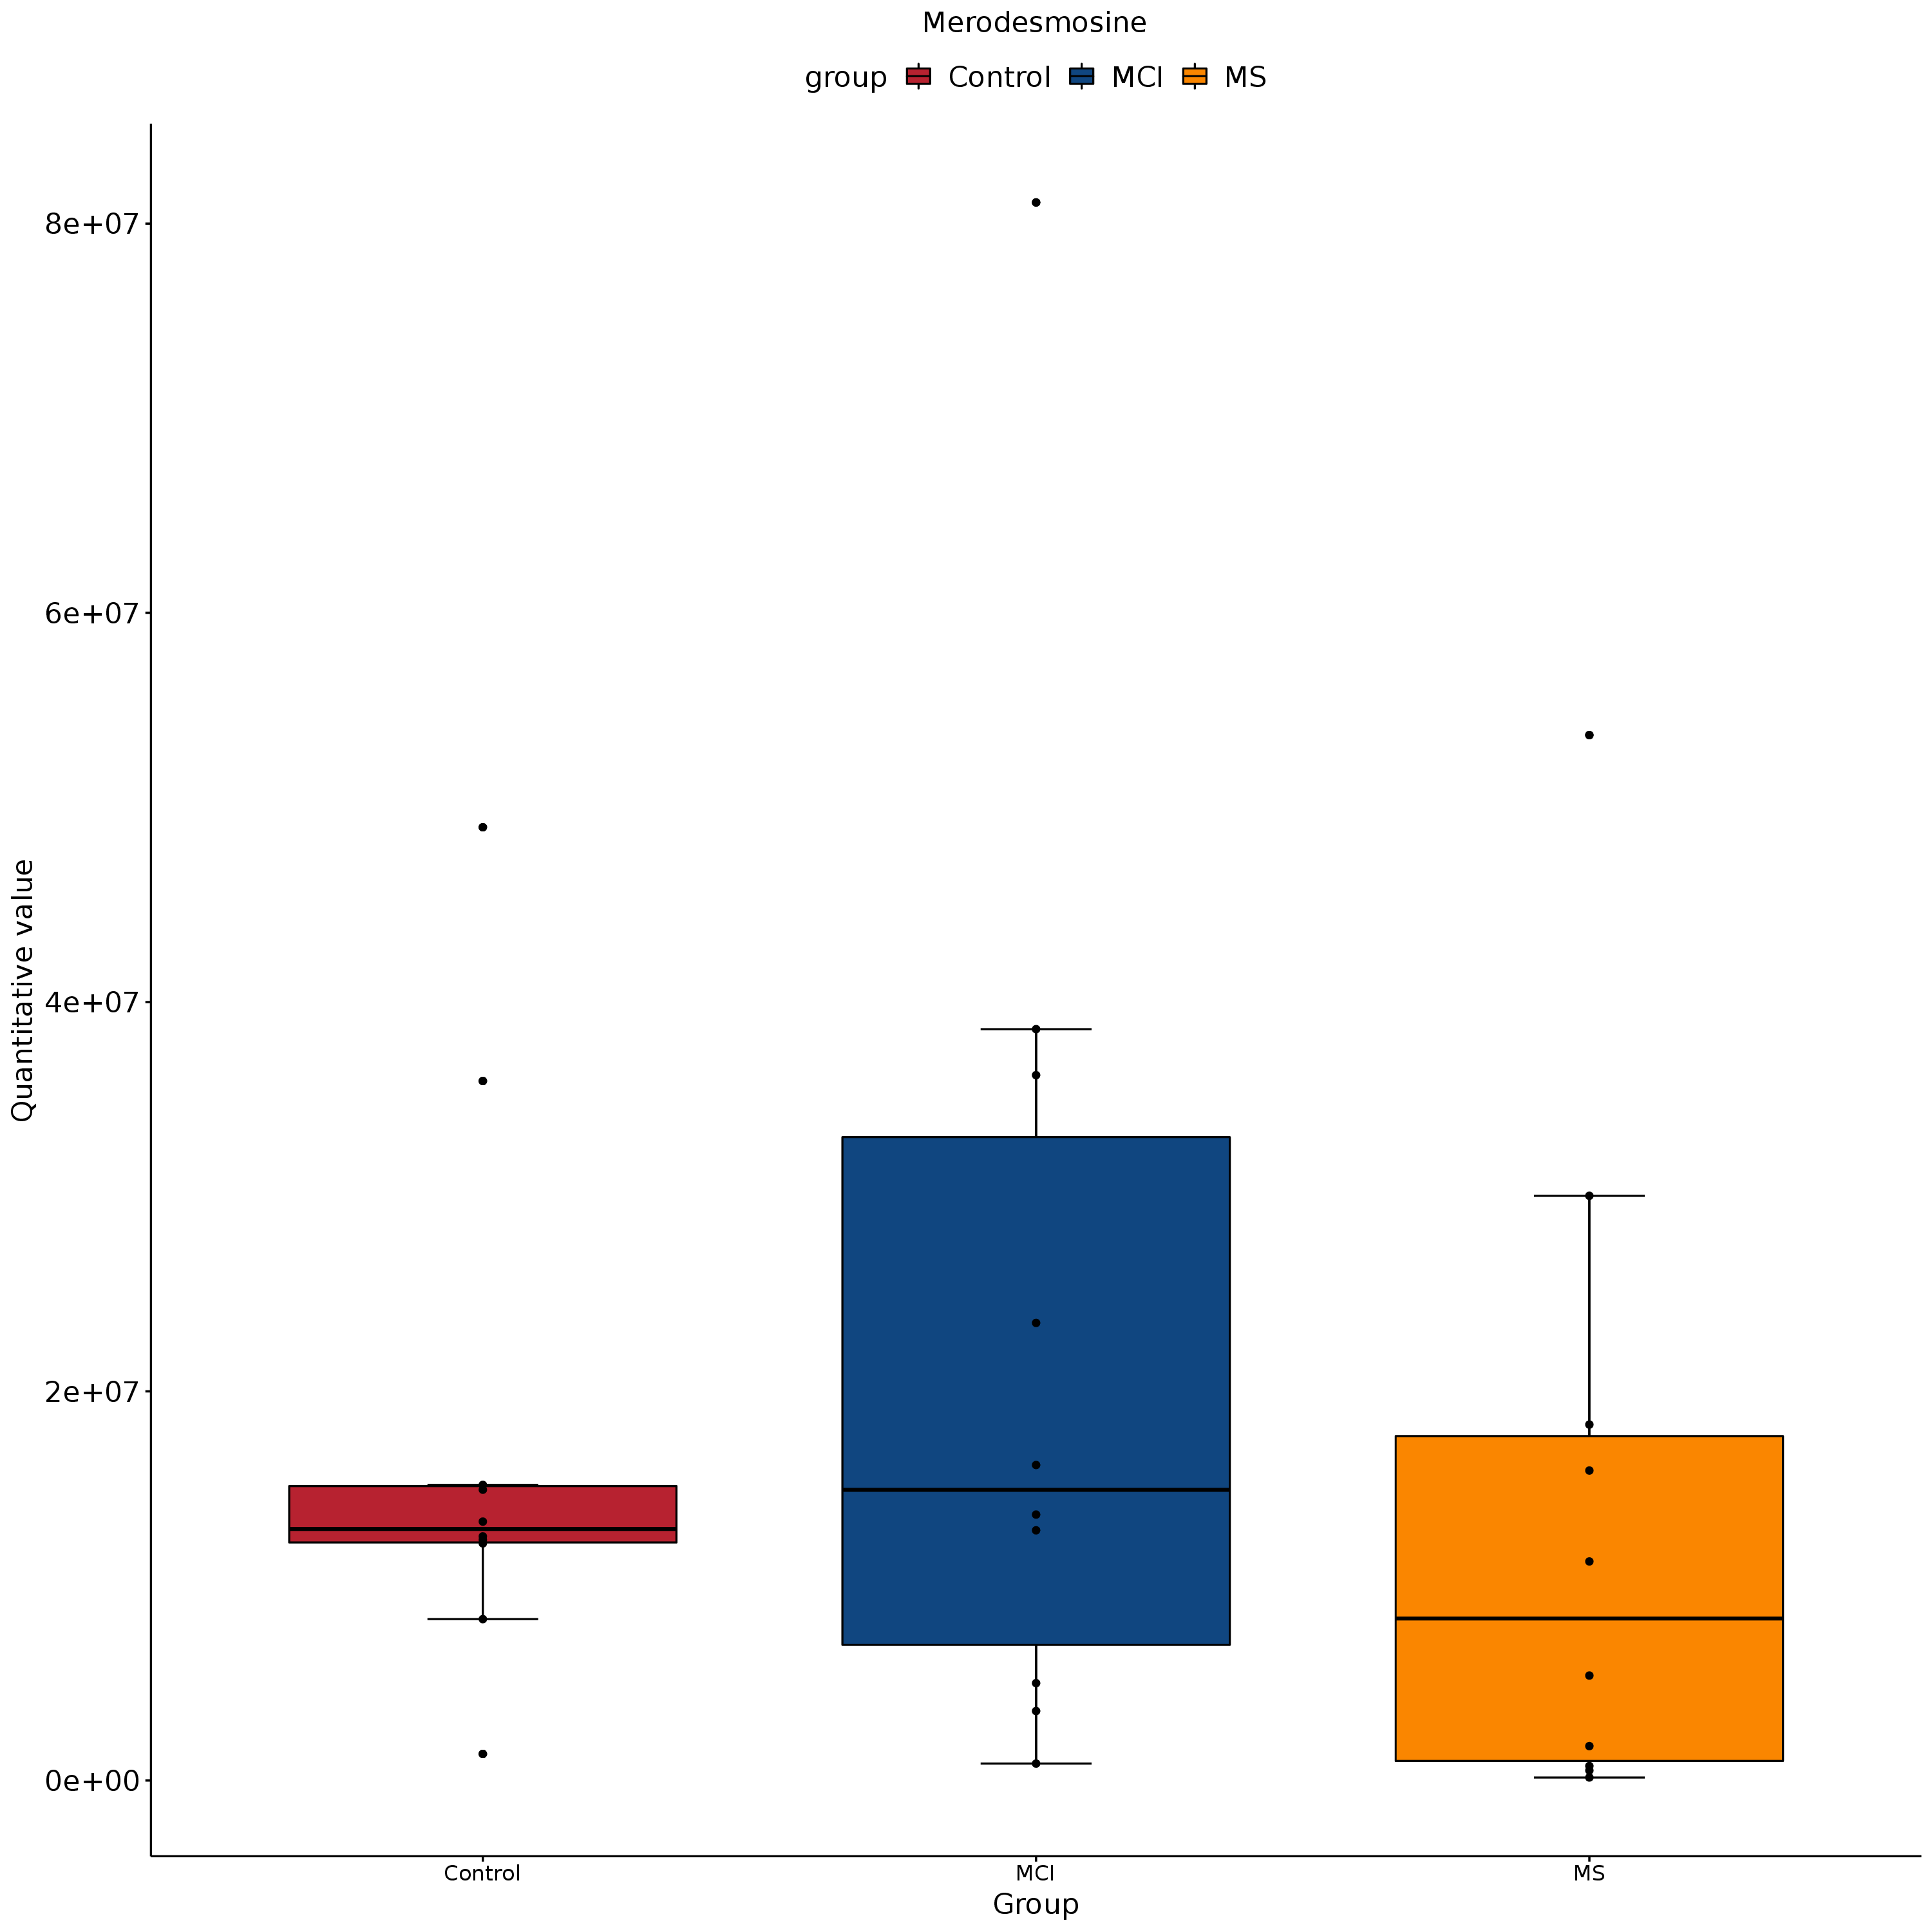 Merodesmosine
group Control MCI MS
Quantitative value
8e+07
6e+07
4e+07
2e+07
0e+00
Control MCI MS
Group